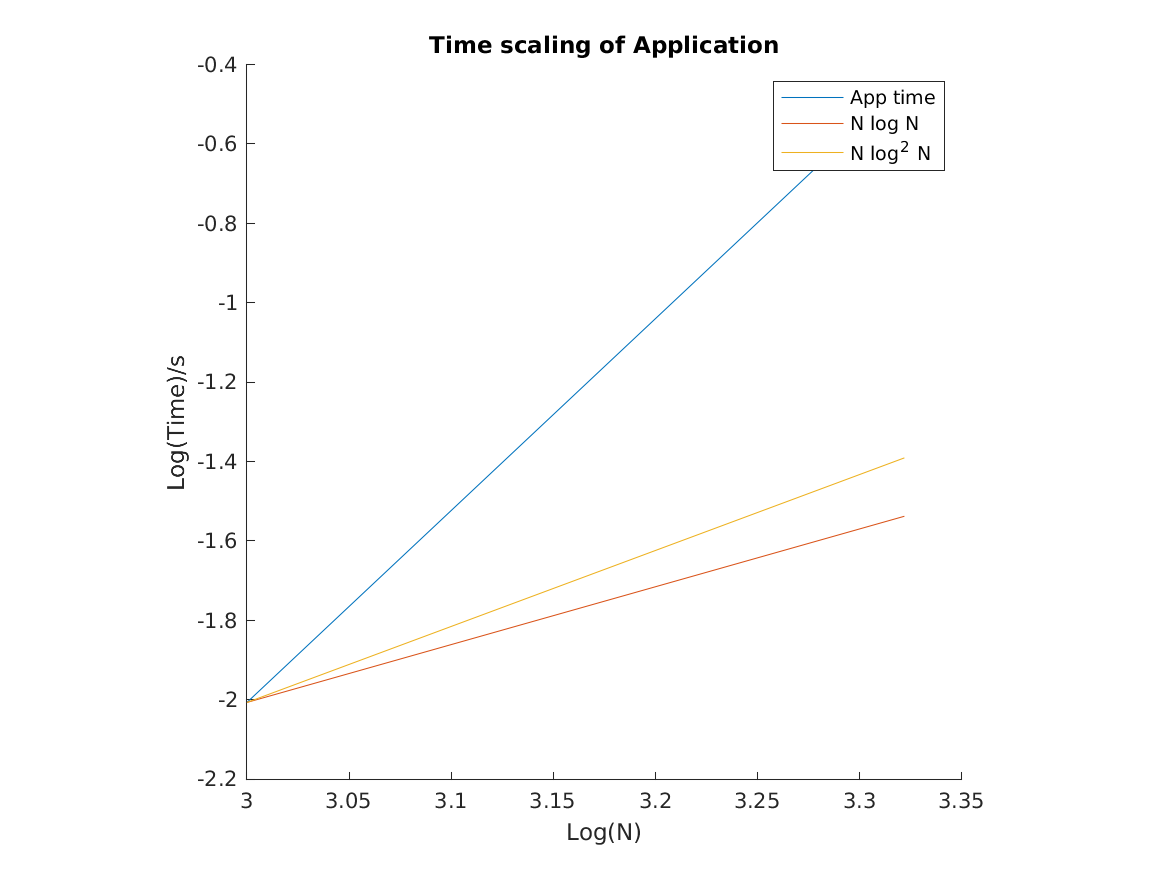 Time scaling of Application
App time
N log N
N log² N
-0.4
-0.6
-0.8
-1
-1.2
-1.4
-1.6
-1.8
-2
-2.2
Log(Time)/s
3 3.05 3.1 3.15 3.2 3.25 3.3 3.35
Log(N)